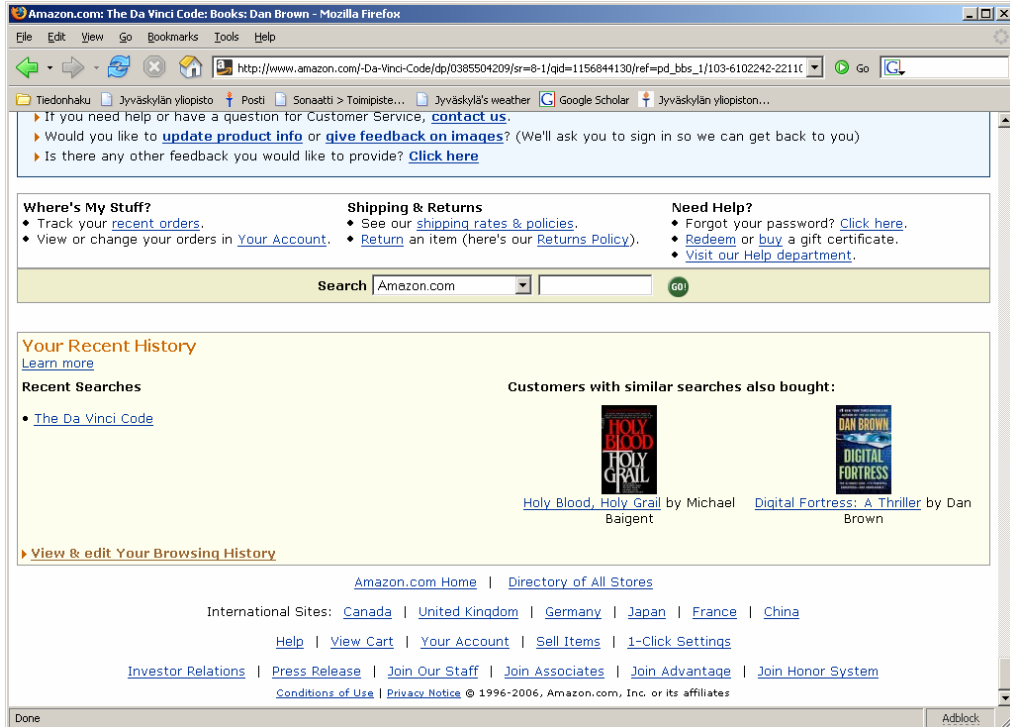 Amazon.com: The Da Vinci Code: Books: Dan Brown - Mozilla Firefox
File Edit View Go Bookmarks Tools Help
http://www.amazon.com/-Da-Vinci-Code/dp/0385504209/sr=8-1/qid=1156844130/ref=pd_bbs_1/103-6102242-2211 Go G
Tiedonhaku Jyväskylän yliopisto Posti Sonaatti > Toimipiste... Jyväskylä's weather G Google Scholar Jyväskylän yliopiston...
If you need help or have a question for Customer Service, contact us.
Would you like to update product info or give feedback on images? (We'll ask you to sign in so we can get back to you)
Is there any other feedback you would like to provide? Click here
Where's My Stuff?
• Track your recent orders.
• View or change your orders in Your Account.
Shipping & Returns
• See our shipping rates & policies.
• Return an item (here's our Returns Policy).
Need Help?
• Forgot your password? Click here.
• Redeem or buy a gift certificate.
• Visit our Help department.
Search Amazon.com GO!
Your Recent History
Learn more
Recent Searches
• The Da Vinci Code
Customers with similar searches also bought:
HOLY
BLOOD
HOLY
GRAIL
Holy Blood, Holy Grail by Michael
Baigent
DAN BROWN
DIGITAL
FORTRESS
Digital Fortress: A Thriller by Dan
Brown
View & edit Your Browsing History
Amazon.com Home | Directory of All Stores
International Sites: Canada | United Kingdom | Germany | Japan | France | China
Help | View Cart | Your Account | Sell Items | 1-Click Settings
Investor Relations | Press Release | Join Our Staff | Join Associates | Join Advantage | Join Honor System
Conditions of Use | Privacy Notice © 1996-2006, Amazon.com, Inc. or its affiliates
Done Adblock